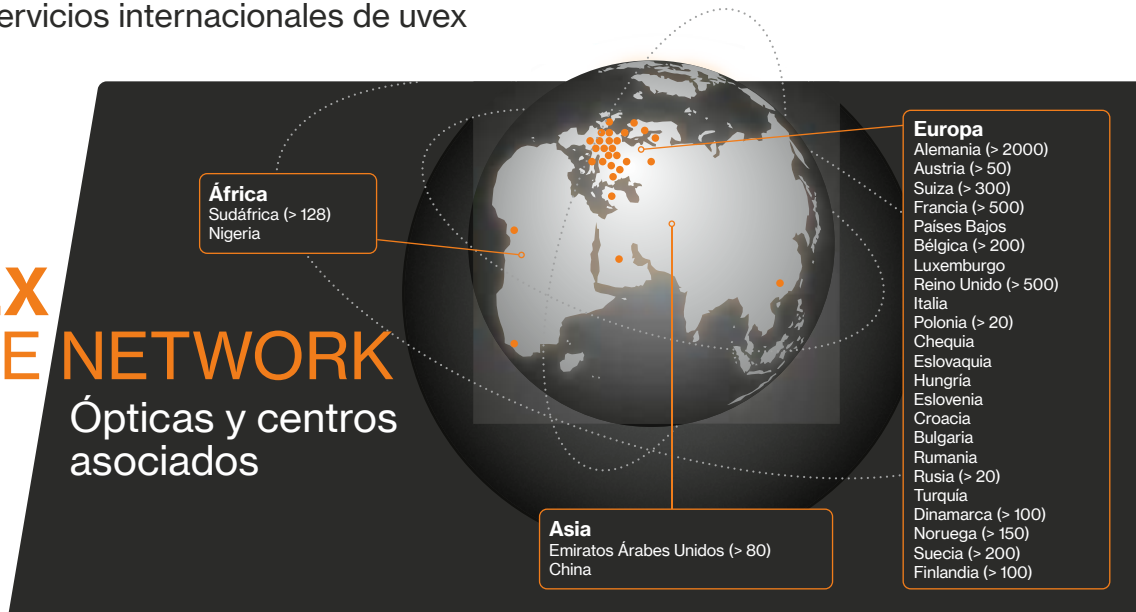 ervicios internacionales de uvex
África
Sudáfrica (> 128)
Nigeria
X
E NETWORK
Ópticas y centros
asociados
Asia
Emiratos Árabes Unidos (> 80)
China
Europa
Alemania (> 2000)
Austria (> 50)
Suiza (> 300)
Francia (> 500)
Países Bajos
Bélgica (> 200)
Luxemburgo
Reino Unido (> 500)
Italia
Polonia (> 20)
Chequia
Eslovaquia
Hungría
Eslovenia
Croacia
Bulgaria
Rumania
Rusia (> 20)
Turquía
Dinamarca (> 100)
Noruega (> 150)
Suecia (> 200)
Finlandia (> 100)